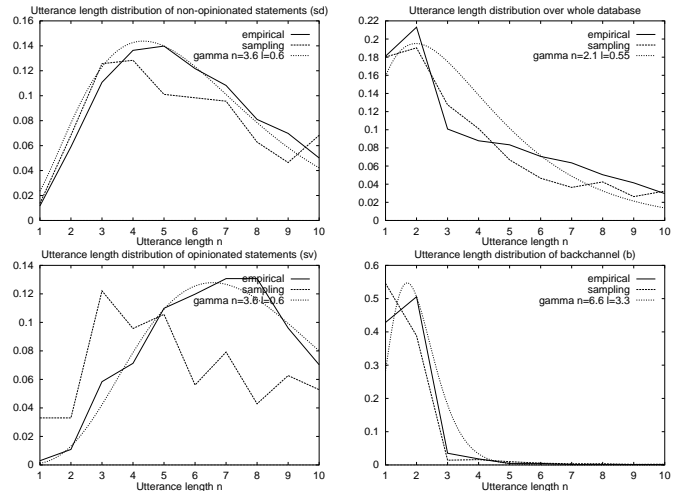 Utterance length distribution of non-opinionated statements (sd)
0.16
0.14
0.12
0.1
0.08
0.06
0.04
0.02
0
empirical
sampling
gamma n=3.6 l=0.6
1 2 3 4 5 6 7 8 9 10
Utterance length n
Utterance length distribution over whole database
0.22
0.2
0.18
0.16
0.14
0.12
0.1
0.08
0.06
0.04
0.02
0
empirical
sampling
gamma n=2.1 l=0.55
1 2 3 4 5 6 7 8 9 10
Utterance length n
Utterance length distribution of opinionated statements (sv)
0.14
0.12
0.1
0.08
0.06
0.04
0.02
0
empirical
sampling
gamma n=3.6 l=0.6
1 2 3 4 5 6 7 8 9 10
Utterance length n
Utterance length distribution of backchannel (b)
0.6
0.5
0.4
0.3
0.2
0.1
0
empirical
sampling
gamma n=6.6 l=3.3
1 2 3 4 5 6 7 8 9 10
Utterance length n